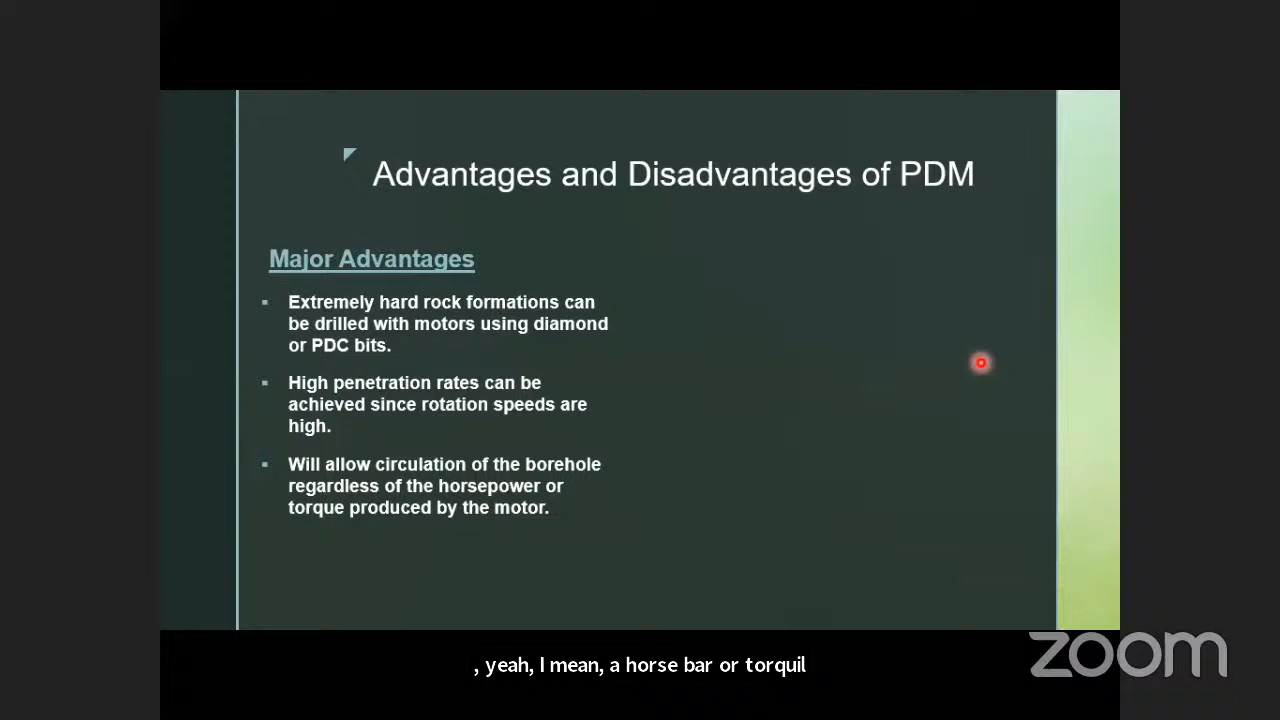 Advantages and Disadvantages of PDM
Major Advantages
▪ Extremely hard rock formations can
be drilled with motors using diamond
or PDC bits.
▪ High penetration rates can be
achieved since rotation speeds are
high.
▪ Will allow circulation of the borehole
regardless of the horsepower or
torque produced by the motor.
, yeah, I mean, a horse bar or torquil
zoom